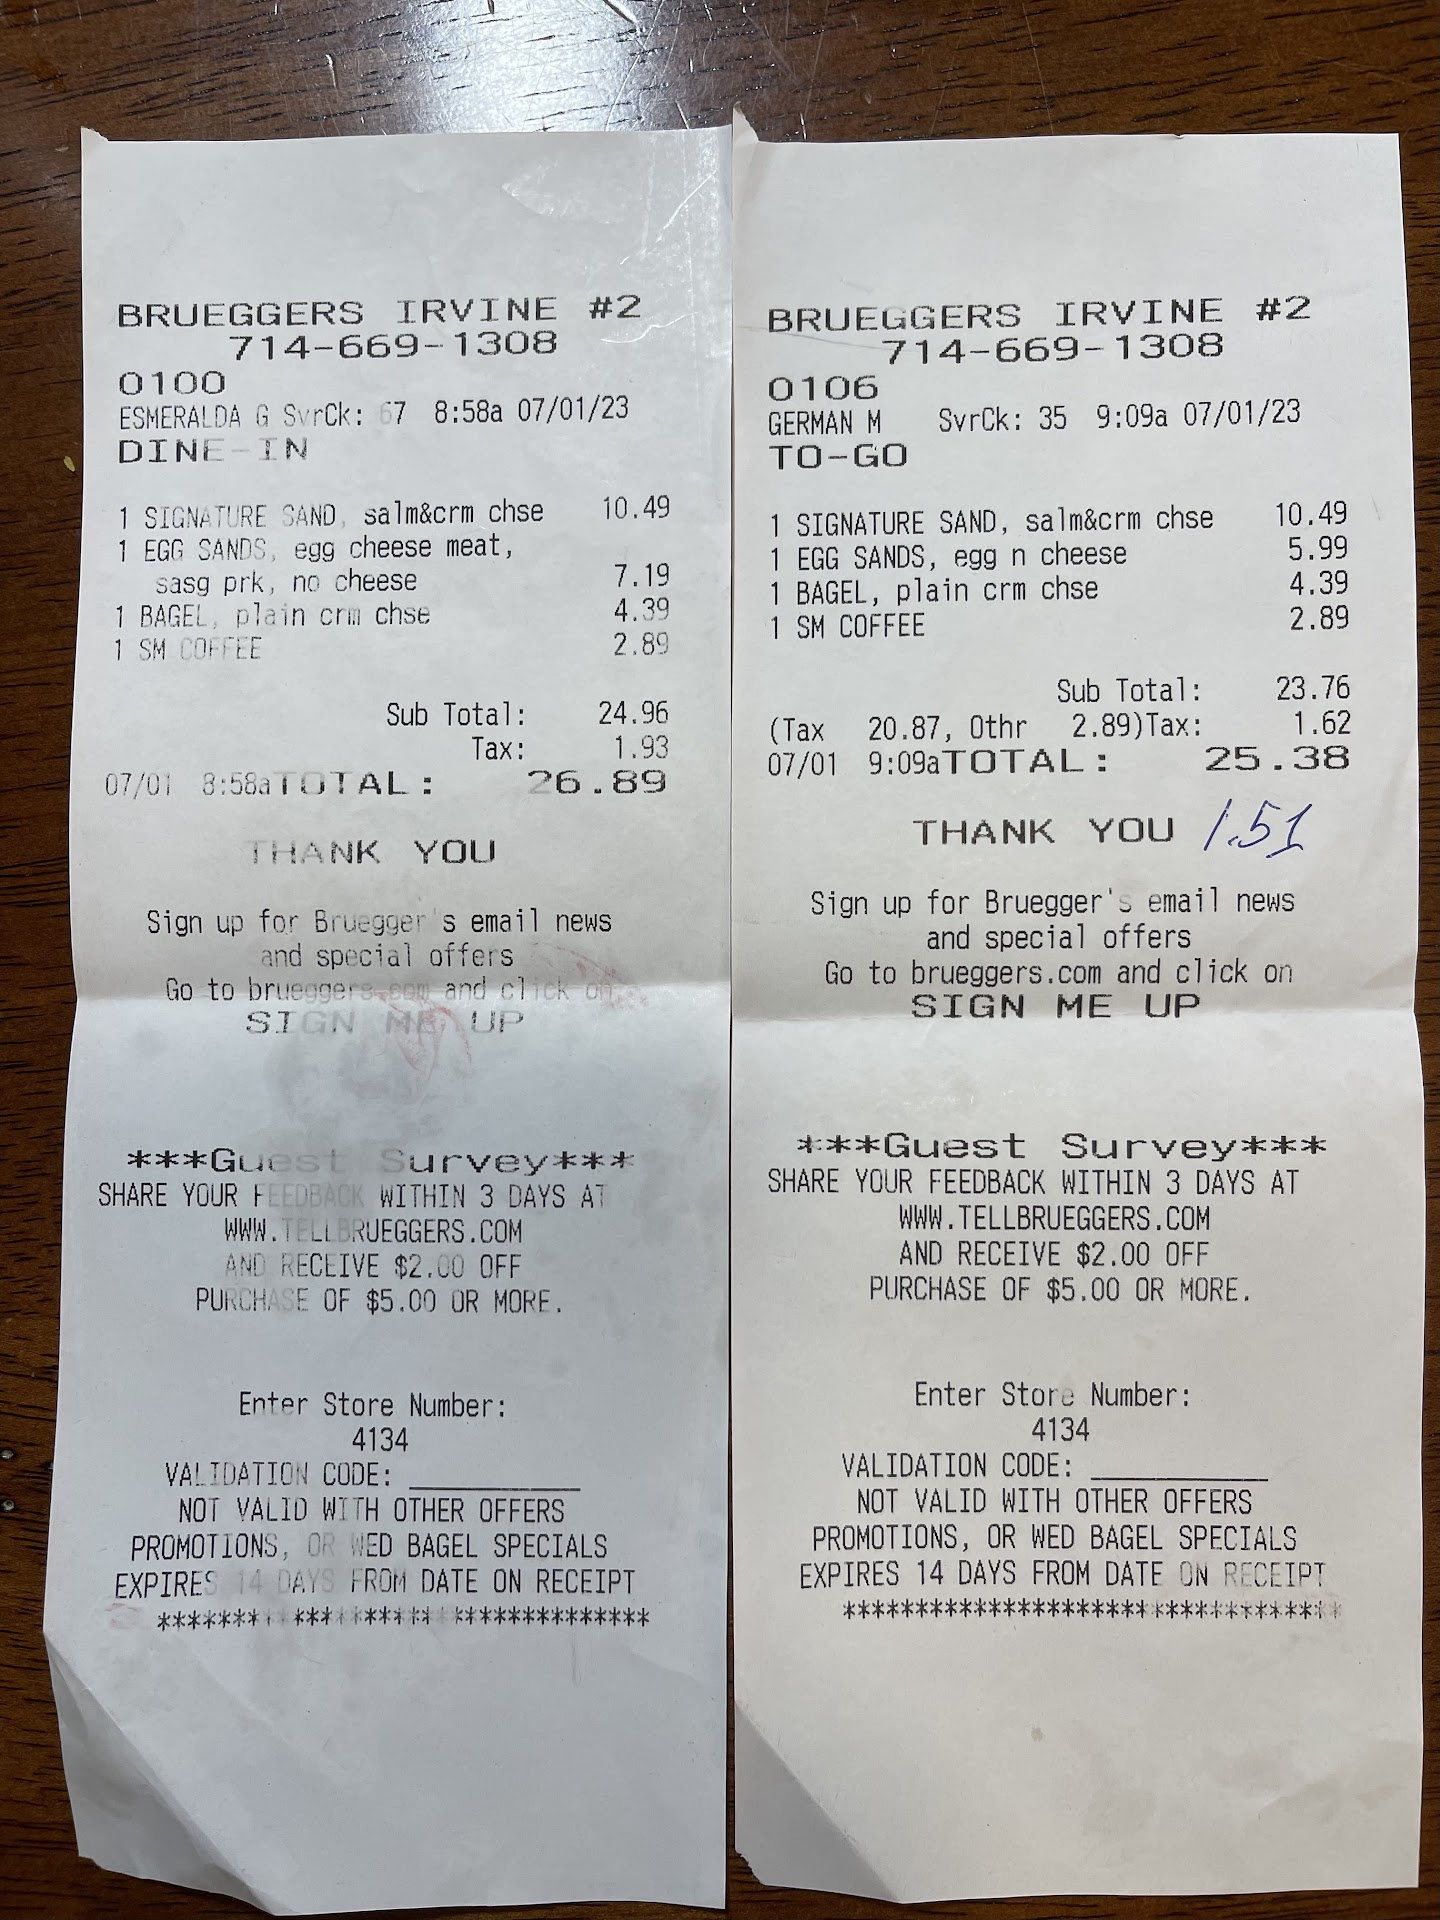 BRUEGGERS IRVINE #2
714-669-1308
0100
ESMERALDA G SvrCk: 67 8:58a 07/01/23
DINE-IN
1 SIGNATURE SAND, salm&crm chse 10.49
1 EGG SANDS, egg cheese meat,
sasg prk, no cheese 7.19
1 BAGEL, plain crm chse 4.39
1 SM COFFEE 2.89
Sub Total: 24.96
Tax: 1.93
07/01 8:58aTOTAL: 26.89
THANK YOU
Sign up for Bruegger's email news
and special offers
Go to brueggers.com and click on
SIGN ME UP
***Guest Survey***
SHARE YOUR FEEDBACK WITHIN 3 DAYS AT
WWW.TELLBRUEGGERS.COM
AND RECEIVE $2.00 OFF
PURCHASE OF $5.00 OR MORE.
Enter Store Number:
4134
VALIDATION CODE: ___________
NOT VALID WITH OTHER OFFERS
PROMOTIONS, OR WED BAGEL SPECIALS
EXPIRES 14 DAYS FROM DATE ON RECEIPT
***********************************
BRUEGGERS IRVINE #2
714-669-1308
0106
GERMAN M SvrCk: 35 9:09a 07/01/23
TO-GO
1 SIGNATURE SAND, salm&crm chse 10.49
1 EGG SANDS, egg n cheese 5.99
1 BAGEL, plain crm chse 4.39
1 SM COFFEE 2.89
Sub Total: 23.76
(Tax 20.87, Othr 2.89)Tax: 1.62
07/01 9:09aTOTAL: 25.38
THANK YOU 1.51
Sign up for Bruegger's email news
and special offers
Go to brueggers.com and click on
SIGN ME UP
***Guest Survey***
SHARE YOUR FEEDBACK WITHIN 3 DAYS AT
WWW.TELLBRUEGGERS.COM
AND RECEIVE $2.00 OFF
PURCHASE OF $5.00 OR MORE.
Enter Store Number:
4134
VALIDATION CODE: ___________
NOT VALID WITH OTHER OFFERS
PROMOTIONS, OR WED BAGEL SPECIALS
EXPIRES 14 DAYS FROM DATE ON RECEIPT
***********************************